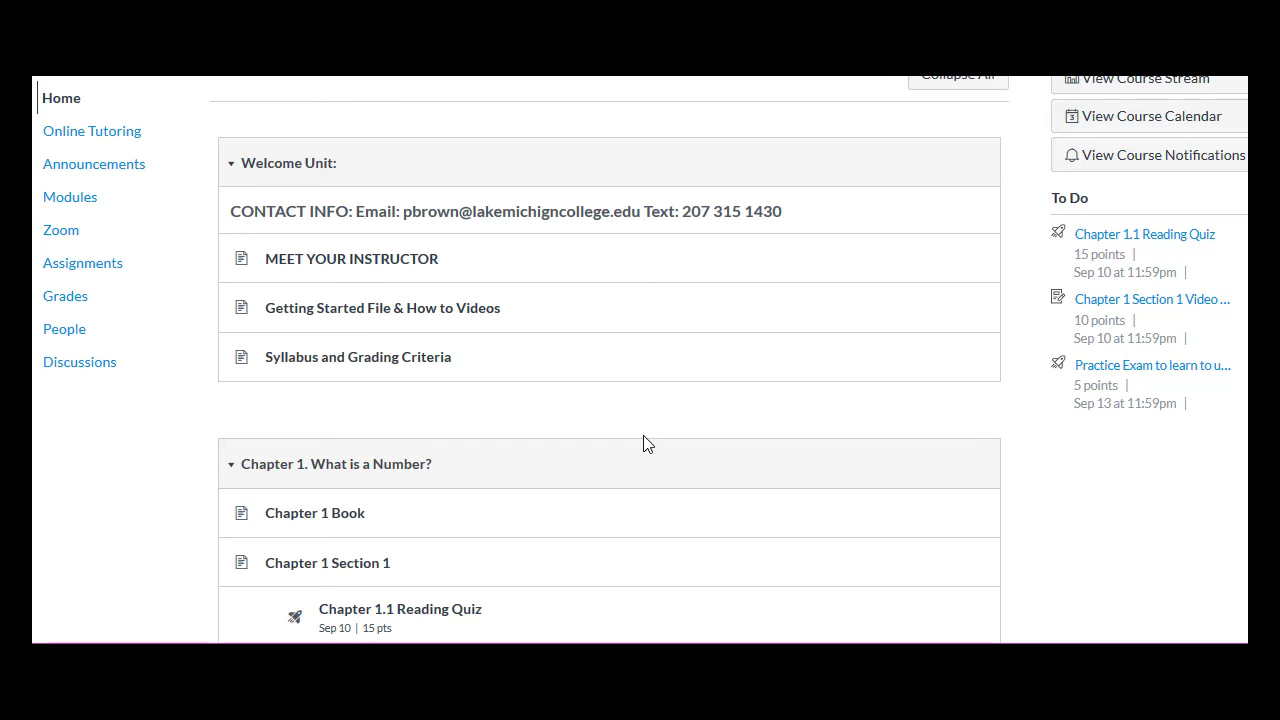 Home
Online Tutoring
Announcements
Modules
Zoom
Assignments
Grades
People
Discussions
Collapse All
Welcome Unit:
CONTACT INFO: Email: pbrown@lakemichigncollege.edu Text: 207 315 1430
MEET YOUR INSTRUCTOR
Getting Started File & How to Videos
Syllabus and Grading Criteria
Chapter 1. What is a Number?
Chapter 1 Book
Chapter 1 Section 1
Chapter 1.1 Reading Quiz
Sep 10 | 15 pts
View Course Stream
3 View Course Calendar
View Course Notifications
To Do
Chapter 1.1 Reading Quiz
15 points |
Sep 10 at 11:59pm |
Chapter 1 Section 1 Video ...
10 points |
Sep 10 at 11:59pm |
Practice Exam to learn to u...
5 points |
Sep 13 at 11:59pm |